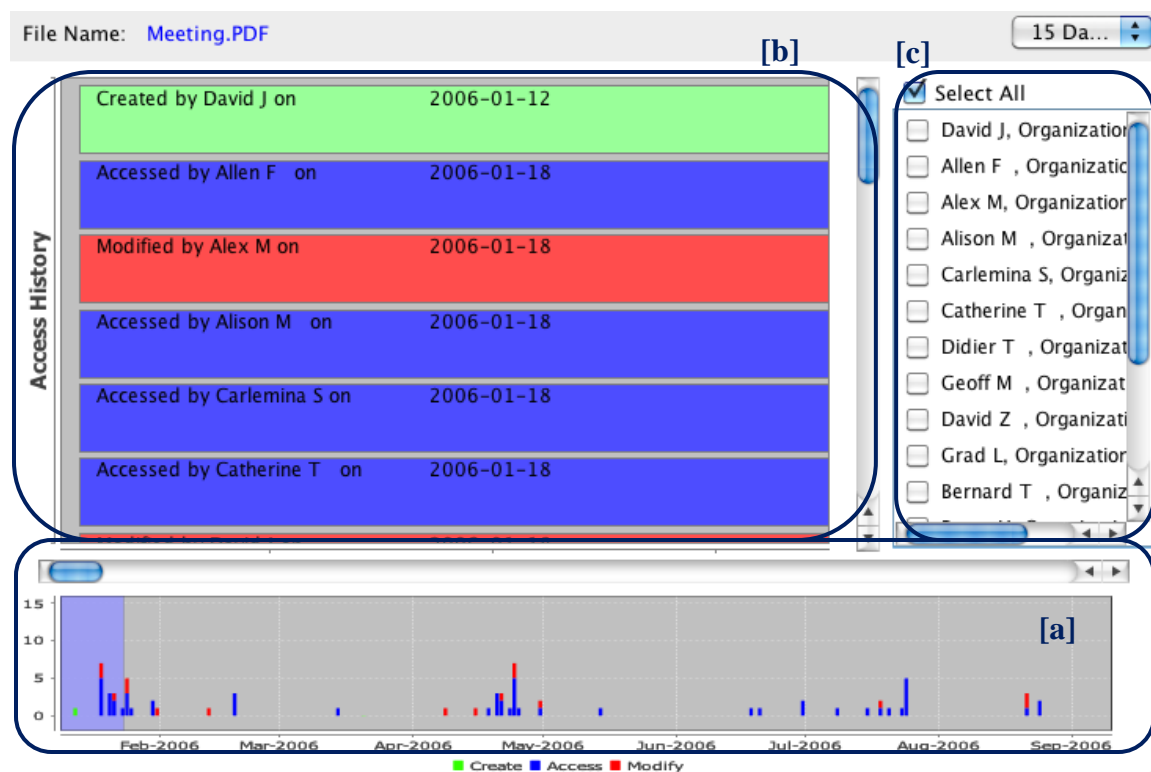 File Name: Meeting.PDF
15 Da...
[b]
[c]
Access History
Created by David J on 2006-01-12
Accessed by Allen F on 2006-01-18
Modified by Alex M on 2006-01-18
Accessed by Alison M on 2006-01-18
Accessed by Carlemina S on 2006-01-18
Accessed by Catherine T on 2006-01-18
Select All
David J, Organization
Allen F , Organizatic
Alex M, Organization
Alison M , Organizat
Carlemina S, Organiz
Catherine T , Organ
Didier T , Organizat
Geoff M , Organizat
David Z , Organizati
Grad L, Organization
Bernard T , Organiz
[a]
15
10
5
0
Feb-2006 Mar-2006 Apr-2006 May-2006 Jun-2006 Jul-2006 Aug-2006 Sep-2006
Create Access Modify